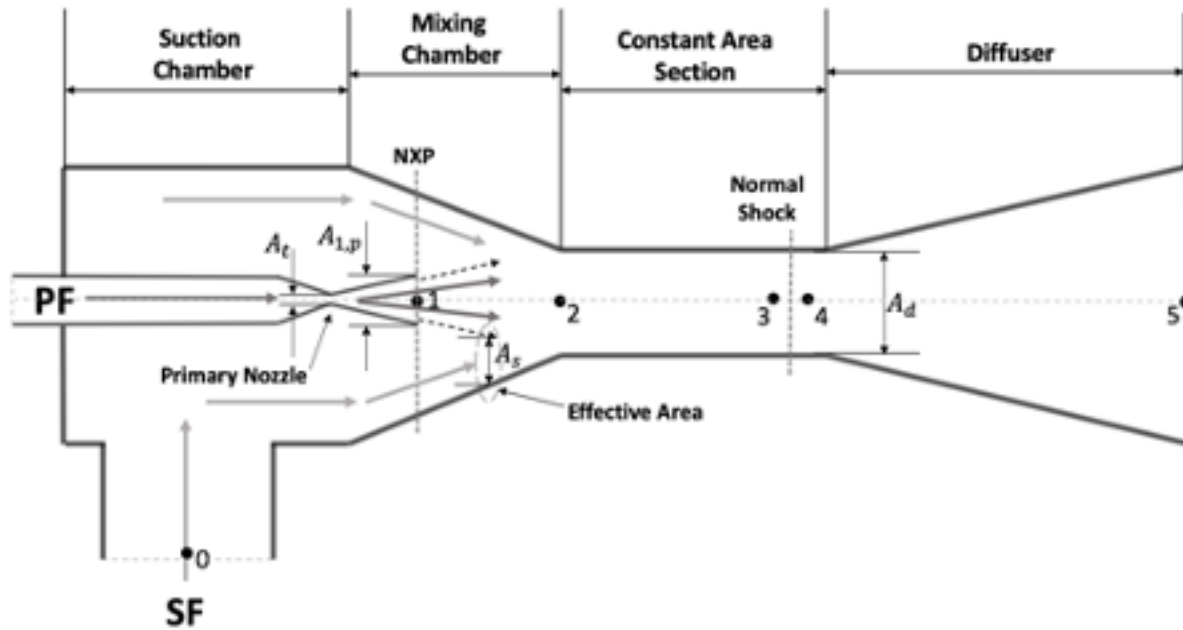 Suction
Chamber
Mixing
Chamber
Constant Area
Section
Diffuser
NXP
Normal
Shock
A_t
A_{1,p}
PF
1
2
3
4
A_d
5
A_s
Primary Nozzle
Effective Area
0
SF